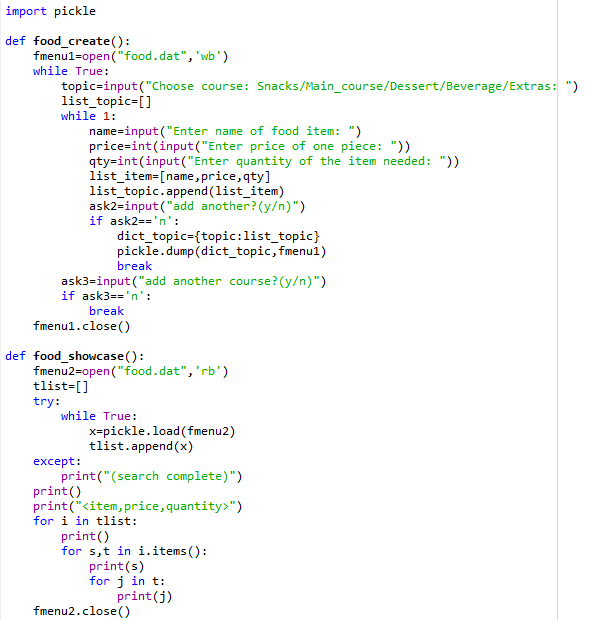 import pickle

def food_create():
    fmenu1=open("food.dat",'wb')
    while True:
        topic=input("Choose course: Snacks/Main_course/Dessert/Beverage/Extras: ")
        list_topic=[]
        while 1:
            name=input("Enter name of food item: ")
            price=int(input("Enter price of one piece: "))
            qty=int(input("Enter quantity of the item needed: "))
            list_item=[name,price,qty]
            list_topic.append(list_item)
            ask2=input("add another?(y/n)")
            if ask2=='n':
                dict_topic={topic:list_topic}
                pickle.dump(dict_topic,fmenu1)
                break
        ask3=input("add another course?(y/n)")
        if ask3=='n':
            break
    fmenu1.close()

def food_showcase():
    fmenu2=open("food.dat",'rb')
    tlist=[]
    try:
        while True:
            x=pickle.load(fmenu2)
            tlist.append(x)
    except:
        print("(search complete)")
    print()
    print("<item,price,quantity>")
    for i in tlist:
        print()
        for s,t in i.items():
            print(s)
            for j in t:
                print(j)
    fmenu2.close()